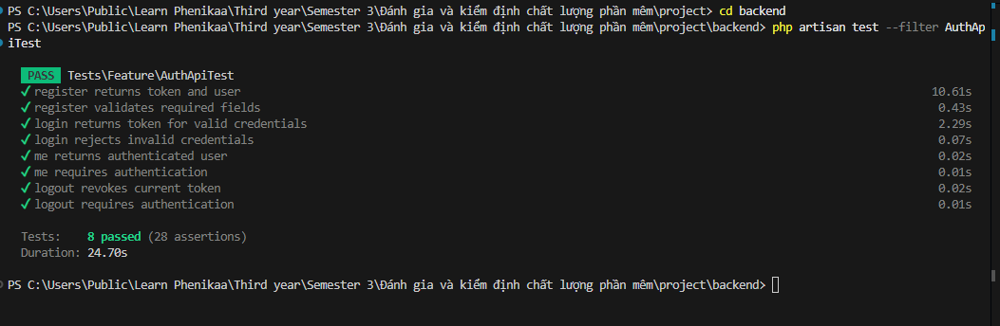 PS C:\Users\Public\Learn Phenikaa\Third year\Semester 3\Đánh gia và kiểm định chất lượng phần mêm\project> cd backend
PS C:\Users\Public\Learn Phenikaa\Third year\Semester 3\Đánh gia và kiểm định chất lượng phần mêm\project\backend> php artisan test --filter AuthAp
iTest
PASS Tests\Feature\AuthApiTest
✓ register returns token and user 10.61s
✓ register validates required fields 0.43s
✓ login returns token for valid credentials 2.29s
✓ login rejects invalid credentials 0.07s
✓ me returns authenticated user 0.02s
✓ me requires authentication 0.01s
✓ logout revokes current token 0.02s
✓ logout requires authentication 0.01s
Tests: 8 passed (28 assertions)
Duration: 24.70s
PS C:\Users\Public\Learn Phenikaa\Third year\Semester 3\Đánh gia và kiểm định chất lượng phần mêm\project\backend>